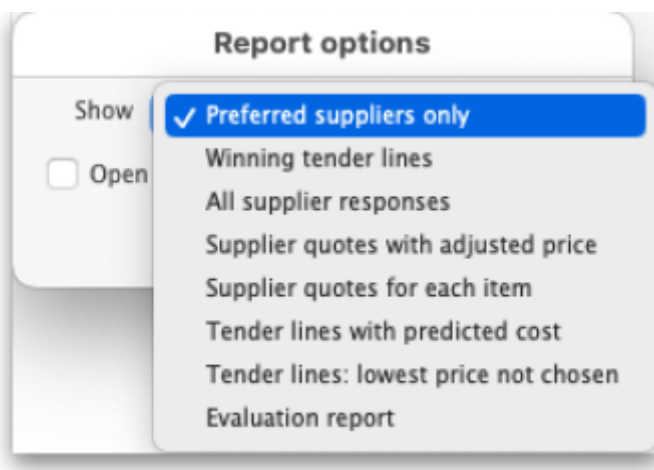 Report options
Show
✓ Preferred suppliers only
Winning tender lines
Open
All supplier responses
Supplier quotes with adjusted price
Supplier quotes for each item
Tender lines with predicted cost
Tender lines: lowest price not chosen
Evaluation report